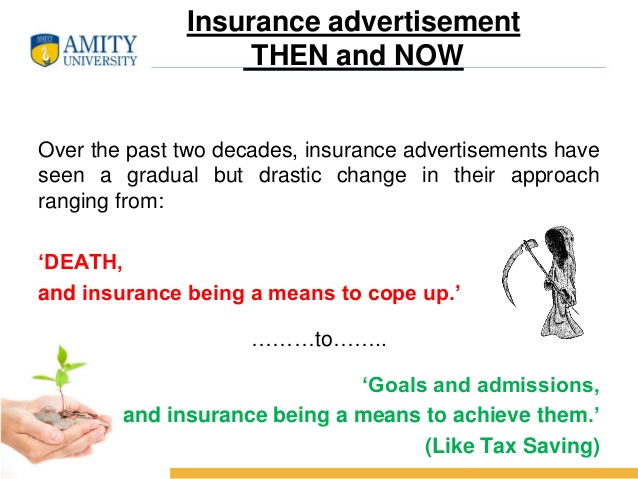 Insurance advertisement
THEN and NOW
AMITY
UNIVERSITY
Over the past two decades, insurance advertisements have
seen a gradual but drastic change in their approach
ranging from:
‘DEATH,
and insurance being a means to cope up.’
………to……..
‘Goals and admissions,
and insurance being a means to achieve them.’
(Like Tax Saving)